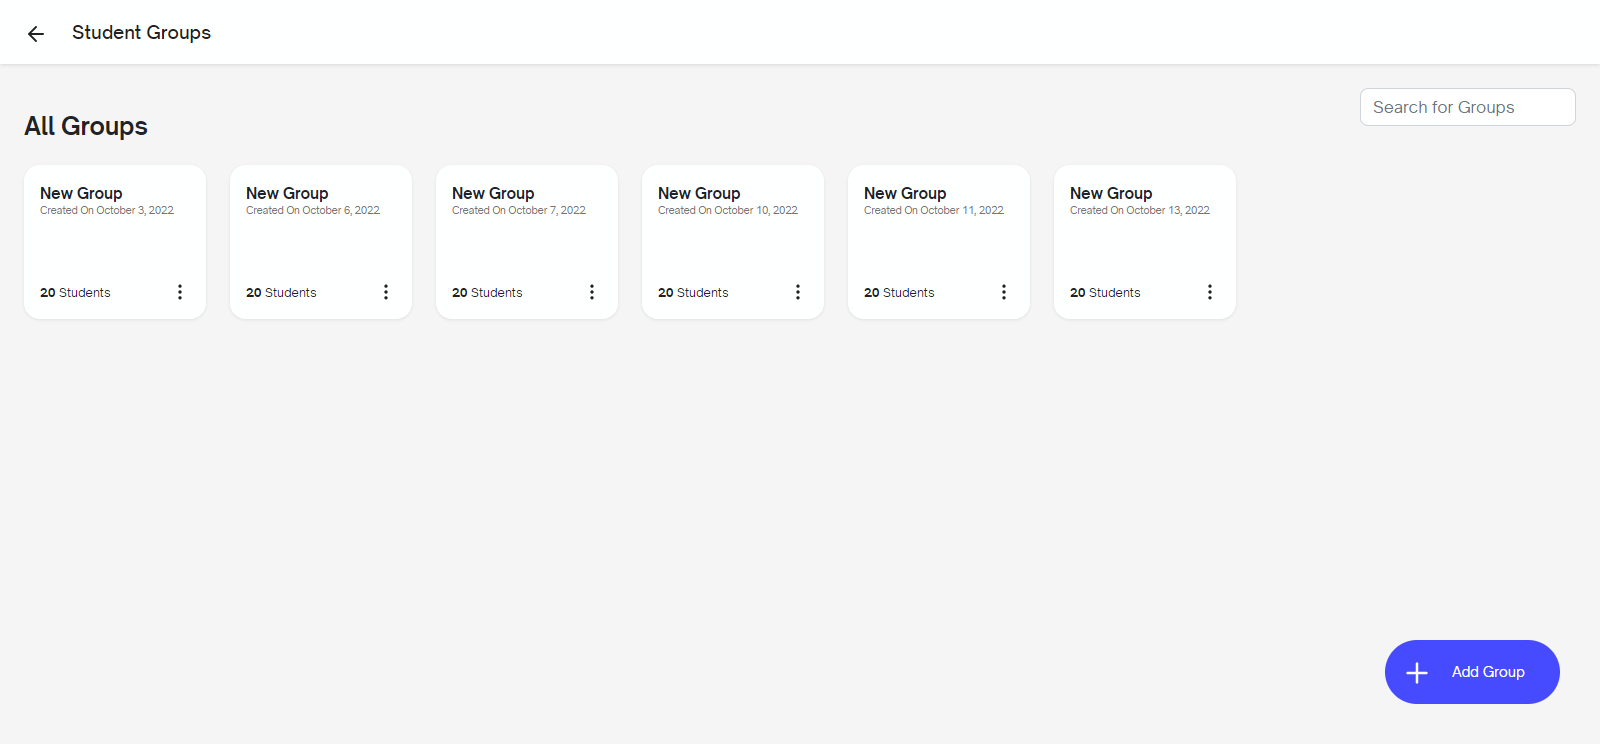 Student Groups
Search for Groups
All Groups
New Group
Created On October 3, 2022
20 Students
New Group
Created On October 6, 2022
20 Students
New Group
Created On October 7, 2022
20 Students
New Group
Created On October 10, 2022
20 Students
New Group
Created On October 11, 2022
20 Students
New Group
Created On October 13, 2022
20 Students
Add Group